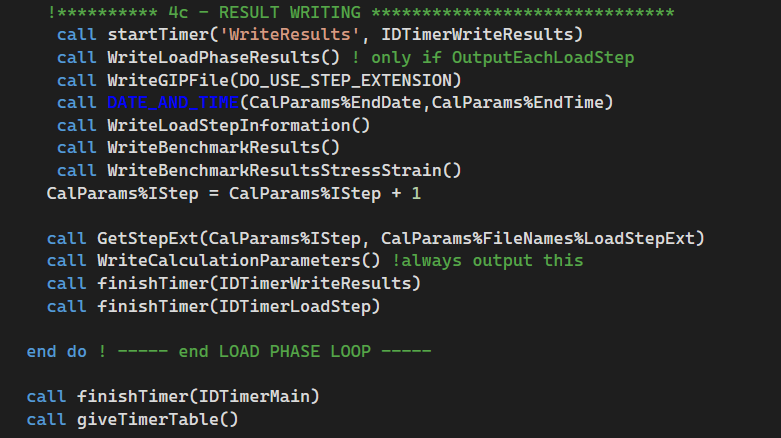 !********** 4c - RESULT WRITING ******************************
call startTimer('WriteResults', IDTimerWriteResults)
call WriteLoadPhaseResults() ! only if OutputEachLoadStep
call WriteGIPFile(DO_USE_STEP_EXTENSION)
call DATE_AND_TIME(CalParams%EndDate,CalParams%EndTime)
call WriteLoadStepInformation()
call WriteBenchmarkResults()
call WriteBenchmarkResultsStressStrain()
CalParams%IStep = CalParams%IStep + 1
call GetStepExt(CalParams%IStep, CalParams%FileNames%LoadStepExt)
call WriteCalculationParameters() !always output this
call finishTimer(IDTimerWriteResults)
call finishTimer(IDTimerLoadStep)
end do ! ----- end LOAD PHASE LOOP -----
call finishTimer(IDTimerMain)
call giveTimerTable()